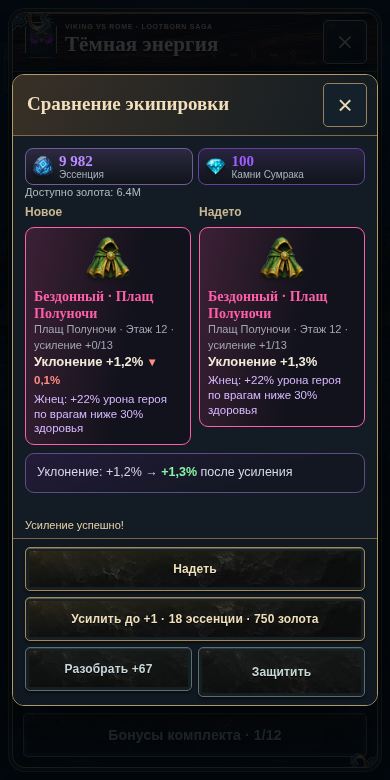 VIKING VS ROME · LOOTBORN SAGA
Тёмная энергия
Сравнение экипировки
9 982
Эссенция
100
Камни Сумрака
Доступно золота: 6.4M
Новое
Бездонный · Плащ
Полуночи
Плащ Полуночи · Этаж 12 ·
усиление +0/13
Уклонение +1,2% ▼
0,1%
Жнец: +22% урона героя
по врагам ниже 30%
здоровья
Надето
Бездонный · Плащ
Полуночи
Плащ Полуночи · Этаж 12 ·
усиление +1/13
Уклонение +1,3%
Жнец: +22% урона героя
по врагам ниже 30%
здоровья
Уклонение: +1,2% → +1,3% после усиления
Усиление успешно!
Надеть
Усилить до +1 · 18 эссенции · 750 золота
Разобрать +67
Защитить
Бонусы комплекта · 1/12